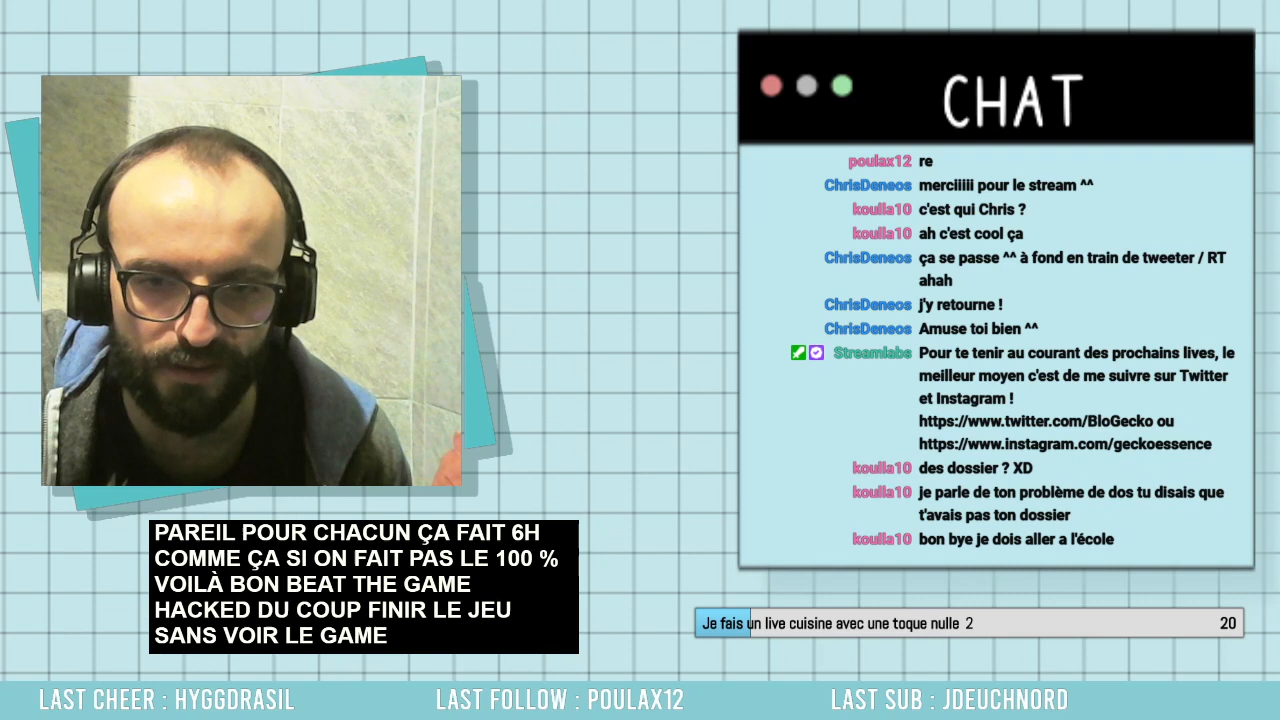 CHAT
poulax12 re
ChrisDeneos merciiiii pour le stream ^^
koulla10 c'est qui Chris ?
koulla10 ah c'est cool ça
ChrisDeneos ça se passe ^^ à fond en train de tweeter / RT
ahah
ChrisDeneos j'y retourne !
ChrisDeneos Amuse toi bien ^^
Streamlabs Pour te tenir au courant des prochains lives, le
meilleur moyen c'est de me suivre sur Twitter
et Instagram !
https://www.twitter.com/BloGecko ou
https://www.instagram.com/geckoessence
koulla10 des dossier ? XD
koulla10 je parle de ton problème de dos tu disais que
t'avais pas ton dossier
koulla10 bon bye je dois aller a l'école
PAREIL POUR CHACUN ÇA FAIT 6H
COMME ÇA SI ON FAIT PAS LE 100 %
VOILÀ BON BEAT THE GAME
HACKED DU COUP FINIR LE JEU
SANS VOIR LE GAME
Je fais un live cuisine avec une toque nulle 2 20
LAST CHEER : HYGGDRASIL LAST FOLLOW : POULAX12 LAST SUB : JDEUCHNORD